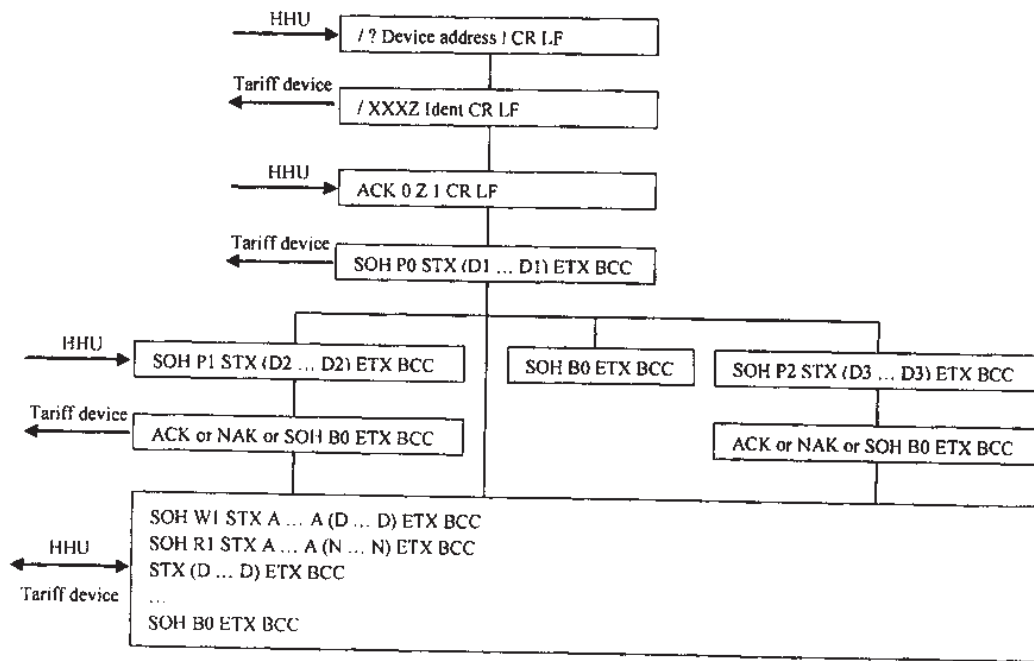 HHU
/ ? Device address ! CR LF
Tariff device
/ XXXZ Ident CR LF
HHU
ACK 0 Z 1 CR LF
Tariff device
SOH P0 STX (D1 ... D1) ETX BCC
HHU
SOH P1 STX (D2 ... D2) ETX BCC
SOH B0 ETX BCC
SOH P2 STX (D3 ... D3) ETX BCC
Tariff device
ACK or NAK or SOH B0 ETX BCC
ACK or NAK or SOH B0 ETX BCC
SOH W1 STX A ... A (D ... D) ETX BCC
SOH R1 STX A ... A (N ... N) ETX BCC
HHU
STX (D ... D) ETX BCC
Tariff device
...
SOH B0 ETX BCC